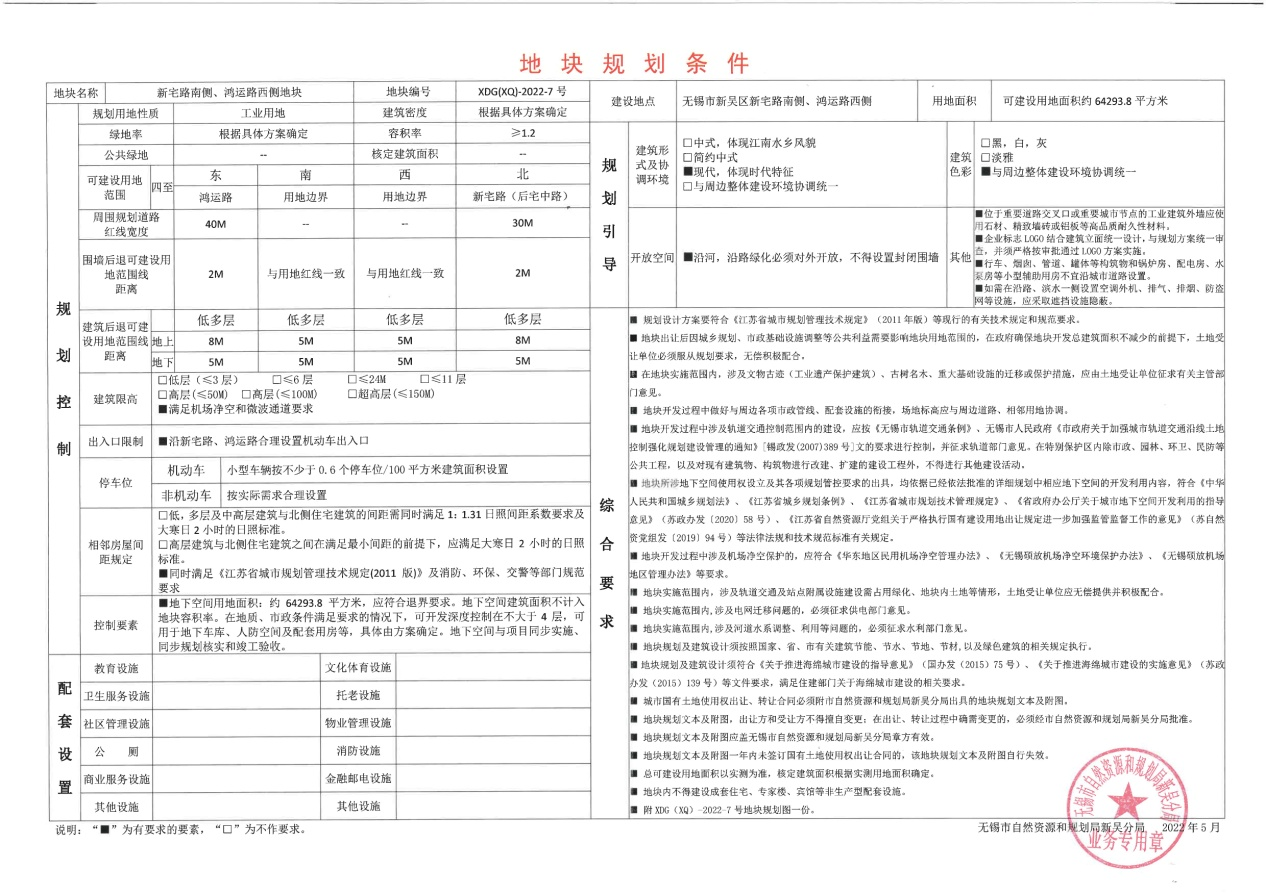 地块规划条件
地块名称 新宅路南侧、鸿运路西侧地块 地块编号 XDG(XQ)-2022-7 号 建设地点 无锡市新吴区新宅路南侧、鸿运路西侧 用地面积 可建设用地面积约 64293.8 平方米
规划控制
规划用地性质 工业用地 建筑密度 根据具体方案确定
绿地率 根据具体方案确定 容积率 ≥1.2
公共绿地 -- 核定建筑面积 --
可建设用地范围 四至 东 南 西 北
鸿运路 用地边界 用地边界 新宅路（后宅中路）
周围规划道路红线宽度 40M -- -- 30M
围墙后退可建设用地范围线距离 2M 与用地红线一致 与用地红线一致 2M
建筑后退可建设用地范围线距离 低多层 低多层 低多层 低多层
地上 8M 5M 5M 8M
地下 5M 5M 5M 5M
建筑限高
□低层（≤3 层） □≤6 层 □≤24M □≤11 层
□高层(≤50M) □高层(≤100M) □超高层(≤150M)
■满足机场净空和微波通道要求
出入口限制 ■沿新宅路、鸿运路合理设置机动车出入口
停车位 机动车 小型车辆按不少于 0.6 个停车位/100 平方米建筑面积设置
非机动车 按实际需求合理设置
相邻房屋间距规定
□低，多层及中高层建筑与北侧住宅建筑的间距需同时满足 1：1.31 日照间距系数要求及
大寒日 2 小时的日照标准。
□高层建筑与北侧住宅建筑之间在满足最小间距的前提下，应满足大寒日 2 小时的日照
标准。
■同时满足《江苏省城市规划管理技术规定(2011 版)》及消防、环保、交警等部门规范
要求
控制要素
■地下空间用地面积：约 64293.8 平方米，应符合退界要求。地下空间建筑面积不计入
地块容积率。在地质、市政条件满足要求的情况下，可开发深度控制在不大于 4 层，可
用于地下车库、人防空间及配套用房等，具体由方案确定。地下空间与项目同步实施、
同步规划核实和竣工验收。
配套设置
教育设施 文化体育设施
卫生服务设施 托老设施
社区管理设施 物业管理设施
公 厕 消防设施
商业服务设施 金融邮电设施
其他设施 其他设施
说明：“■”为有要求的要素，“□”为不作要求。
规划引导
建筑形式及协调环境
□中式，体现江南水乡风貌
□简约中式
■现代，体现时代特征
□与周边整体建设环境协调统一
建筑色彩
□黑，白，灰
□淡雅
■与周边整体建设环境协调统一
开放空间 ■沿河，沿路绿化必须对外开放，不得设置封闭围墙
其他
■位于重要道路交叉口或重要城市节点的工业建筑外墙应使
用石材、精致墙砖或铝板等高品质耐久性材料。
■企业标志 LOGO 结合建筑立面统一设计，与规划方案统一审
查，并须严格按审批通过 LOGO 方案实施。
■行车、烟囱、管道、罐体等构筑物和锅炉房、配电房、水
泵房等小型辅助用房不宜沿城市道路设置。
■如需在沿路、滨水一侧设置空调外机、排气、排烟、防盗
网等设施，应采取遮挡设施隐蔽。
综合要求
■ 规划设计方案要符合《江苏省城市规划管理技术规定》（2011 年版）等现行的有关技术规定和规范要求。
■ 地块出让后因城乡规划、市政基础设施调整等公共利益需要影响地块用地范围的，在政府确保地块开发总建筑面积不减少的前提下，土地受
让单位必须服从规划要求，无偿积极配合。
■ 在地块实施范围内，涉及文物古迹（工业遗产保护建筑）、古树名木、重大基础设施的迁移或保护措施，应由土地受让单位征求有关主管部
门意见。
■ 地块开发过程中做好与周边各项市政管线、配套设施的衔接，场地标高应与周边道路、相邻用地协调。
■ 地块开发过程中涉及轨道交通控制范围内的建设，应按《无锡市轨道交通条例》、无锡市人民政府《市政府关于加强城市轨道交通沿线土地
控制强化规划建设管理的通知》[锡政发(2007)389 号]文的要求进行控制，并征求轨道部门意见。在特别保护区内除市政、园林、环卫、民防等
公共工程，以及对现有建筑物、构筑物进行改建、扩建的建设工程外，不得进行其他建设活动。
■ 地块所涉地下空间使用权设立及其各项规划管控要求的出具，均依据已经依法批准的详细规划中相应地下空间的开发利用内容，符合《中华
人民共和国城乡规划法》、《江苏省城乡规划条例》、《江苏省城市规划技术管理规定》、《省政府办公厅关于城市地下空间开发利用的指导
意见》（苏政办发〔2020〕58 号）、《江苏省自然资源厅党组关于严格执行国有建设用地出让规定进一步加强监管监督工作的意见》（苏自然
资党组发〔2019〕94 号）等法律法规和技术规范标准有关规定。
■ 地块开发过程中涉及机场净空保护的，应符合《华东地区民用机场净空管理办法》、《无锡硕放机场净空环境保护办法》、《无锡硕放机场
地区管理办法》等要求。
■ 地块实施范围内，涉及轨道交通及站点附属设施建设需占用绿化、地块内土地等情形，土地受让单位应无偿提供并积极配合。
■ 地块实施范围内,涉及电网迁移问题的，必须征求供电部门意见。
■ 地块实施范围内,涉及河道水系调整、利用等问题的，必须征求水利部门意见。
■ 地块规划及建筑设计须按照国家、省、市有关建筑节能、节水、节地、节材,以及绿色建筑的相关规定执行。
■ 地块规划及建筑设计须符合《关于推进海绵城市建设的指导意见》（国办发（2015）75 号）、《关于推进海绵城市建设的实施意见》（苏政
办发（2015）139 号）等文件要求，满足住建部门关于海绵城市建设的相关要求。
■ 城市国有土地使用权出让、转让合同必须附市自然资源和规划局新吴分局出具的地块规划文本及附图。
■ 地块规划文本及附图，出让方和受让方不得擅自变更；在出让、转让过程中确需变更的，必须经市自然资源和规划局新吴分局批准。
■ 地块规划文本及附图应盖无锡市自然资源和规划局新吴分局章方有效。
■ 地块规划文本及附图一年内未签订国有土地使用权出让合同的，该地块规划文本及附图自行失效。
■ 总可建设用地面积以实测为准，核定建筑面积根据实测用地面积确定。
■ 地块内不得建设成套住宅、专家楼、宾馆等非生产型配套设施。
■ 附 XDG（XQ）-2022-7 号地块规划图一份。
无锡市自然资源和规划局新吴分局 2022 年 5 月
无锡市自然资源和规划局新吴分局
业务专用章